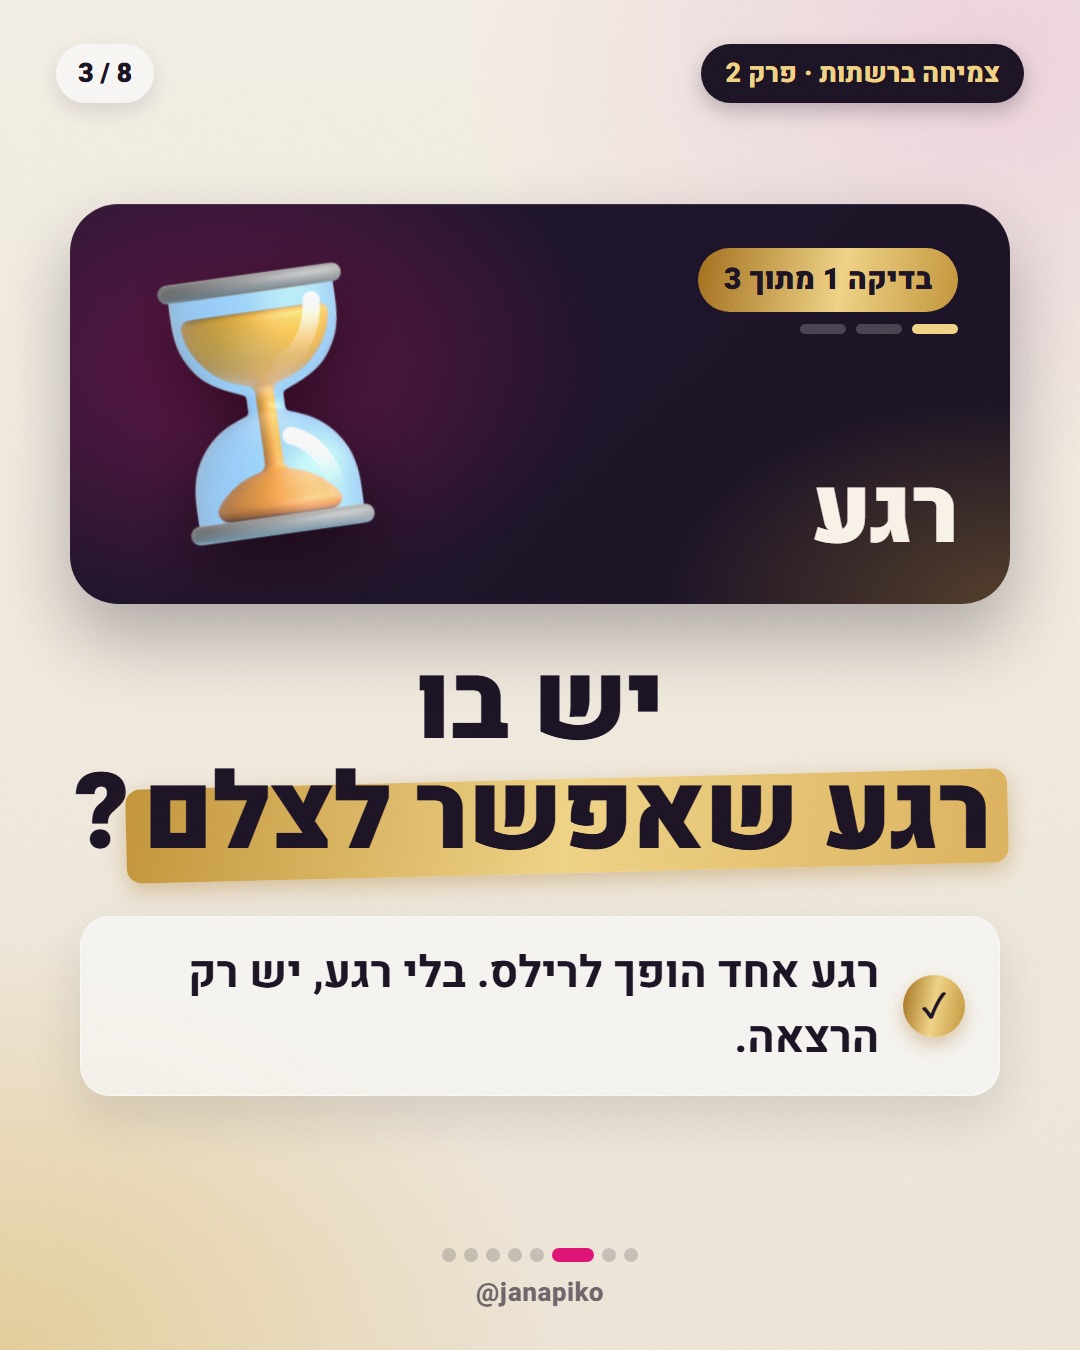 צמיחה ברשתות · פרק 2
3 / 8
בדיקה 1 מתוך 3
רגע
יש בו
רגע שאפשר לצלם?
רגע אחד הופך לרילס. בלי רגע, יש רק
הרצאה.
@janapiko